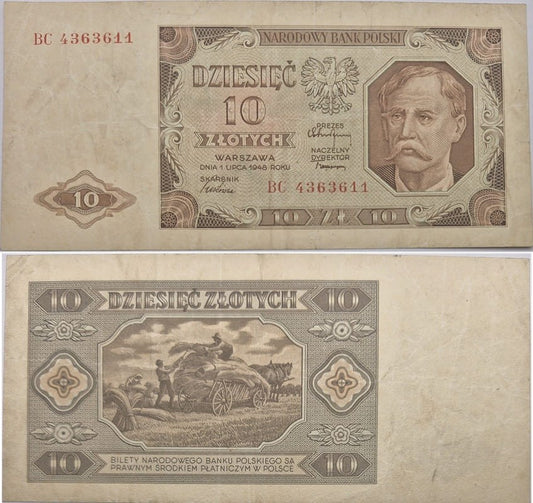 BC 4363611
NARODOWY BANK POLSKI
DZIESIĘĆ
10
ZŁOTYCH
WARSZAWA
DNIA 1 LIPCA 1948 ROKU
PREZES
NACZELNY
DYREKTOR
SKARBNIK
BC 4363611
10
10 ZŁ 10
10 DZIESIĘĆ ZŁOTYCH 10
10 BILETY NARODOWEGO BANKU POLSKIEGO SĄ 10
PRAWNYM ŚRODKIEM PŁATNICZYM W POLSCE